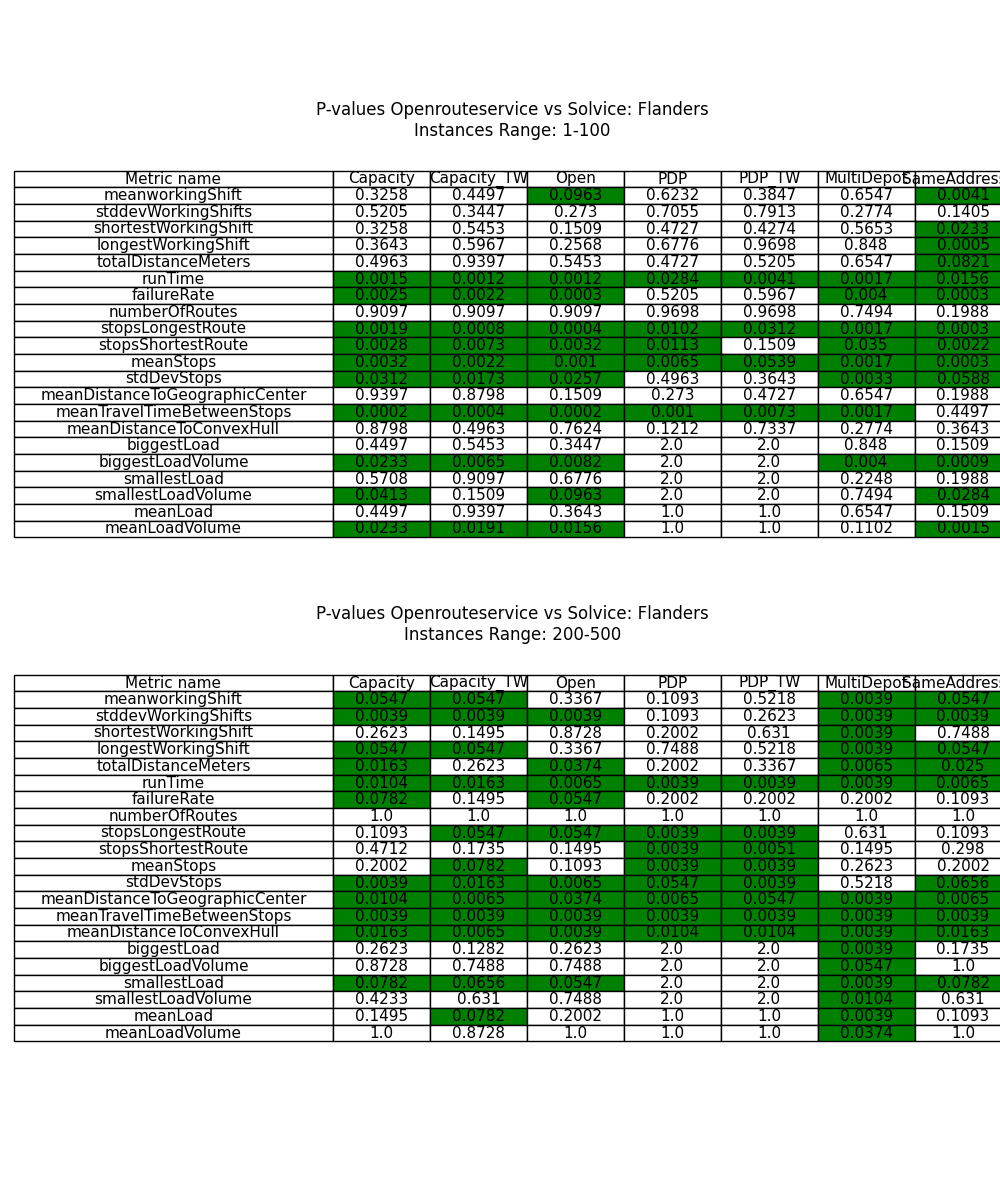 P-values Openrouteservice vs Solvice: Flanders
Instances Range: 1-100
Metric name Capacity Capacity_TW Open PDP PDP_TW MultiDepot SameAddress
meanworkingShift 0.3258 0.4497 0.0963 0.6232 0.3847 0.6547 0.0041
stddevWorkingShifts 0.5205 0.3447 0.273 0.7055 0.7913 0.2774 0.1405
shortestWorkingShift 0.3258 0.5453 0.1509 0.4727 0.4274 0.5653 0.0233
longestWorkingShift 0.3643 0.5967 0.2568 0.6776 0.9698 0.848 0.0005
totalDistanceMeters 0.4963 0.9397 0.5453 0.4727 0.5205 0.6547 0.0821
runTime 0.0015 0.0012 0.0012 0.0284 0.0041 0.0017 0.0156
failureRate 0.0025 0.0022 0.0003 0.5205 0.5967 0.004 0.0003
numberOfRoutes 0.9097 0.9097 0.9097 0.9698 0.9698 0.7494 0.1988
stopsLongestRoute 0.0019 0.0008 0.0004 0.0102 0.0312 0.0017 0.0003
stopsShortestRoute 0.0028 0.0073 0.0032 0.0113 0.1509 0.035 0.0022
meanStops 0.0032 0.0022 0.001 0.0065 0.0539 0.0017 0.0003
stdDevStops 0.0312 0.0173 0.0257 0.4963 0.3643 0.0033 0.0588
meanDistanceToGeographicCenter 0.9397 0.8798 0.1509 0.273 0.4727 0.6547 0.1988
meanTravelTimeBetweenStops 0.0002 0.0004 0.0002 0.001 0.0073 0.0017 0.4497
meanDistanceToConvexHull 0.8798 0.4963 0.7624 0.1212 0.7337 0.2774 0.3643
biggestLoad 0.4497 0.5453 0.3447 2.0 2.0 0.848 0.1509
biggestLoadVolume 0.0233 0.0065 0.0082 2.0 2.0 0.004 0.0009
smallestLoad 0.5708 0.9097 0.6776 2.0 2.0 0.2248 0.1988
smallestLoadVolume 0.0413 0.1509 0.0963 2.0 2.0 0.7494 0.0284
meanLoad 0.4497 0.9397 0.3643 1.0 1.0 0.6547 0.1509
meanLoadVolume 0.0233 0.0191 0.0156 1.0 1.0 0.1102 0.0015
P-values Openrouteservice vs Solvice: Flanders
Instances Range: 200-500
Metric name Capacity Capacity_TW Open PDP PDP_TW MultiDepot SameAddress
meanworkingShift 0.0547 0.0547 0.3367 0.1093 0.5218 0.0039 0.0547
stddevWorkingShifts 0.0039 0.0039 0.0039 0.1093 0.2623 0.0039 0.0039
shortestWorkingShift 0.2623 0.1495 0.8728 0.2002 0.631 0.0039 0.7488
longestWorkingShift 0.0547 0.0547 0.3367 0.7488 0.5218 0.0039 0.0547
totalDistanceMeters 0.0163 0.2623 0.0374 0.2002 0.3367 0.0065 0.025
runTime 0.0104 0.0163 0.0065 0.0039 0.0039 0.0039 0.0065
failureRate 0.0782 0.1495 0.0547 0.2002 0.2002 0.2002 0.1093
numberOfRoutes 1.0 1.0 1.0 1.0 1.0 1.0 1.0
stopsLongestRoute 0.1093 0.0547 0.0547 0.0039 0.0039 0.631 0.1093
stopsShortestRoute 0.4712 0.1735 0.1495 0.0039 0.0051 0.1495 0.298
meanStops 0.2002 0.0782 0.1093 0.0039 0.0039 0.2623 0.2002
stdDevStops 0.0039 0.0163 0.0065 0.0547 0.0039 0.5218 0.0656
meanDistanceToGeographicCenter 0.0104 0.0065 0.0374 0.0065 0.0547 0.0039 0.0065
meanTravelTimeBetweenStops 0.0039 0.0039 0.0039 0.0039 0.0039 0.0039 0.0039
meanDistanceToConvexHull 0.0163 0.0065 0.0039 0.0104 0.0104 0.0039 0.0163
biggestLoad 0.2623 0.1282 0.2623 2.0 2.0 0.0039 0.1735
biggestLoadVolume 0.8728 0.7488 0.7488 2.0 2.0 0.0547 1.0
smallestLoad 0.0782 0.0656 0.0547 2.0 2.0 0.0039 0.0782
smallestLoadVolume 0.4233 0.631 0.7488 2.0 2.0 0.0104 0.631
meanLoad 0.1495 0.0782 0.2002 1.0 1.0 0.0039 0.1093
meanLoadVolume 1.0 0.8728 1.0 1.0 1.0 0.0374 1.0